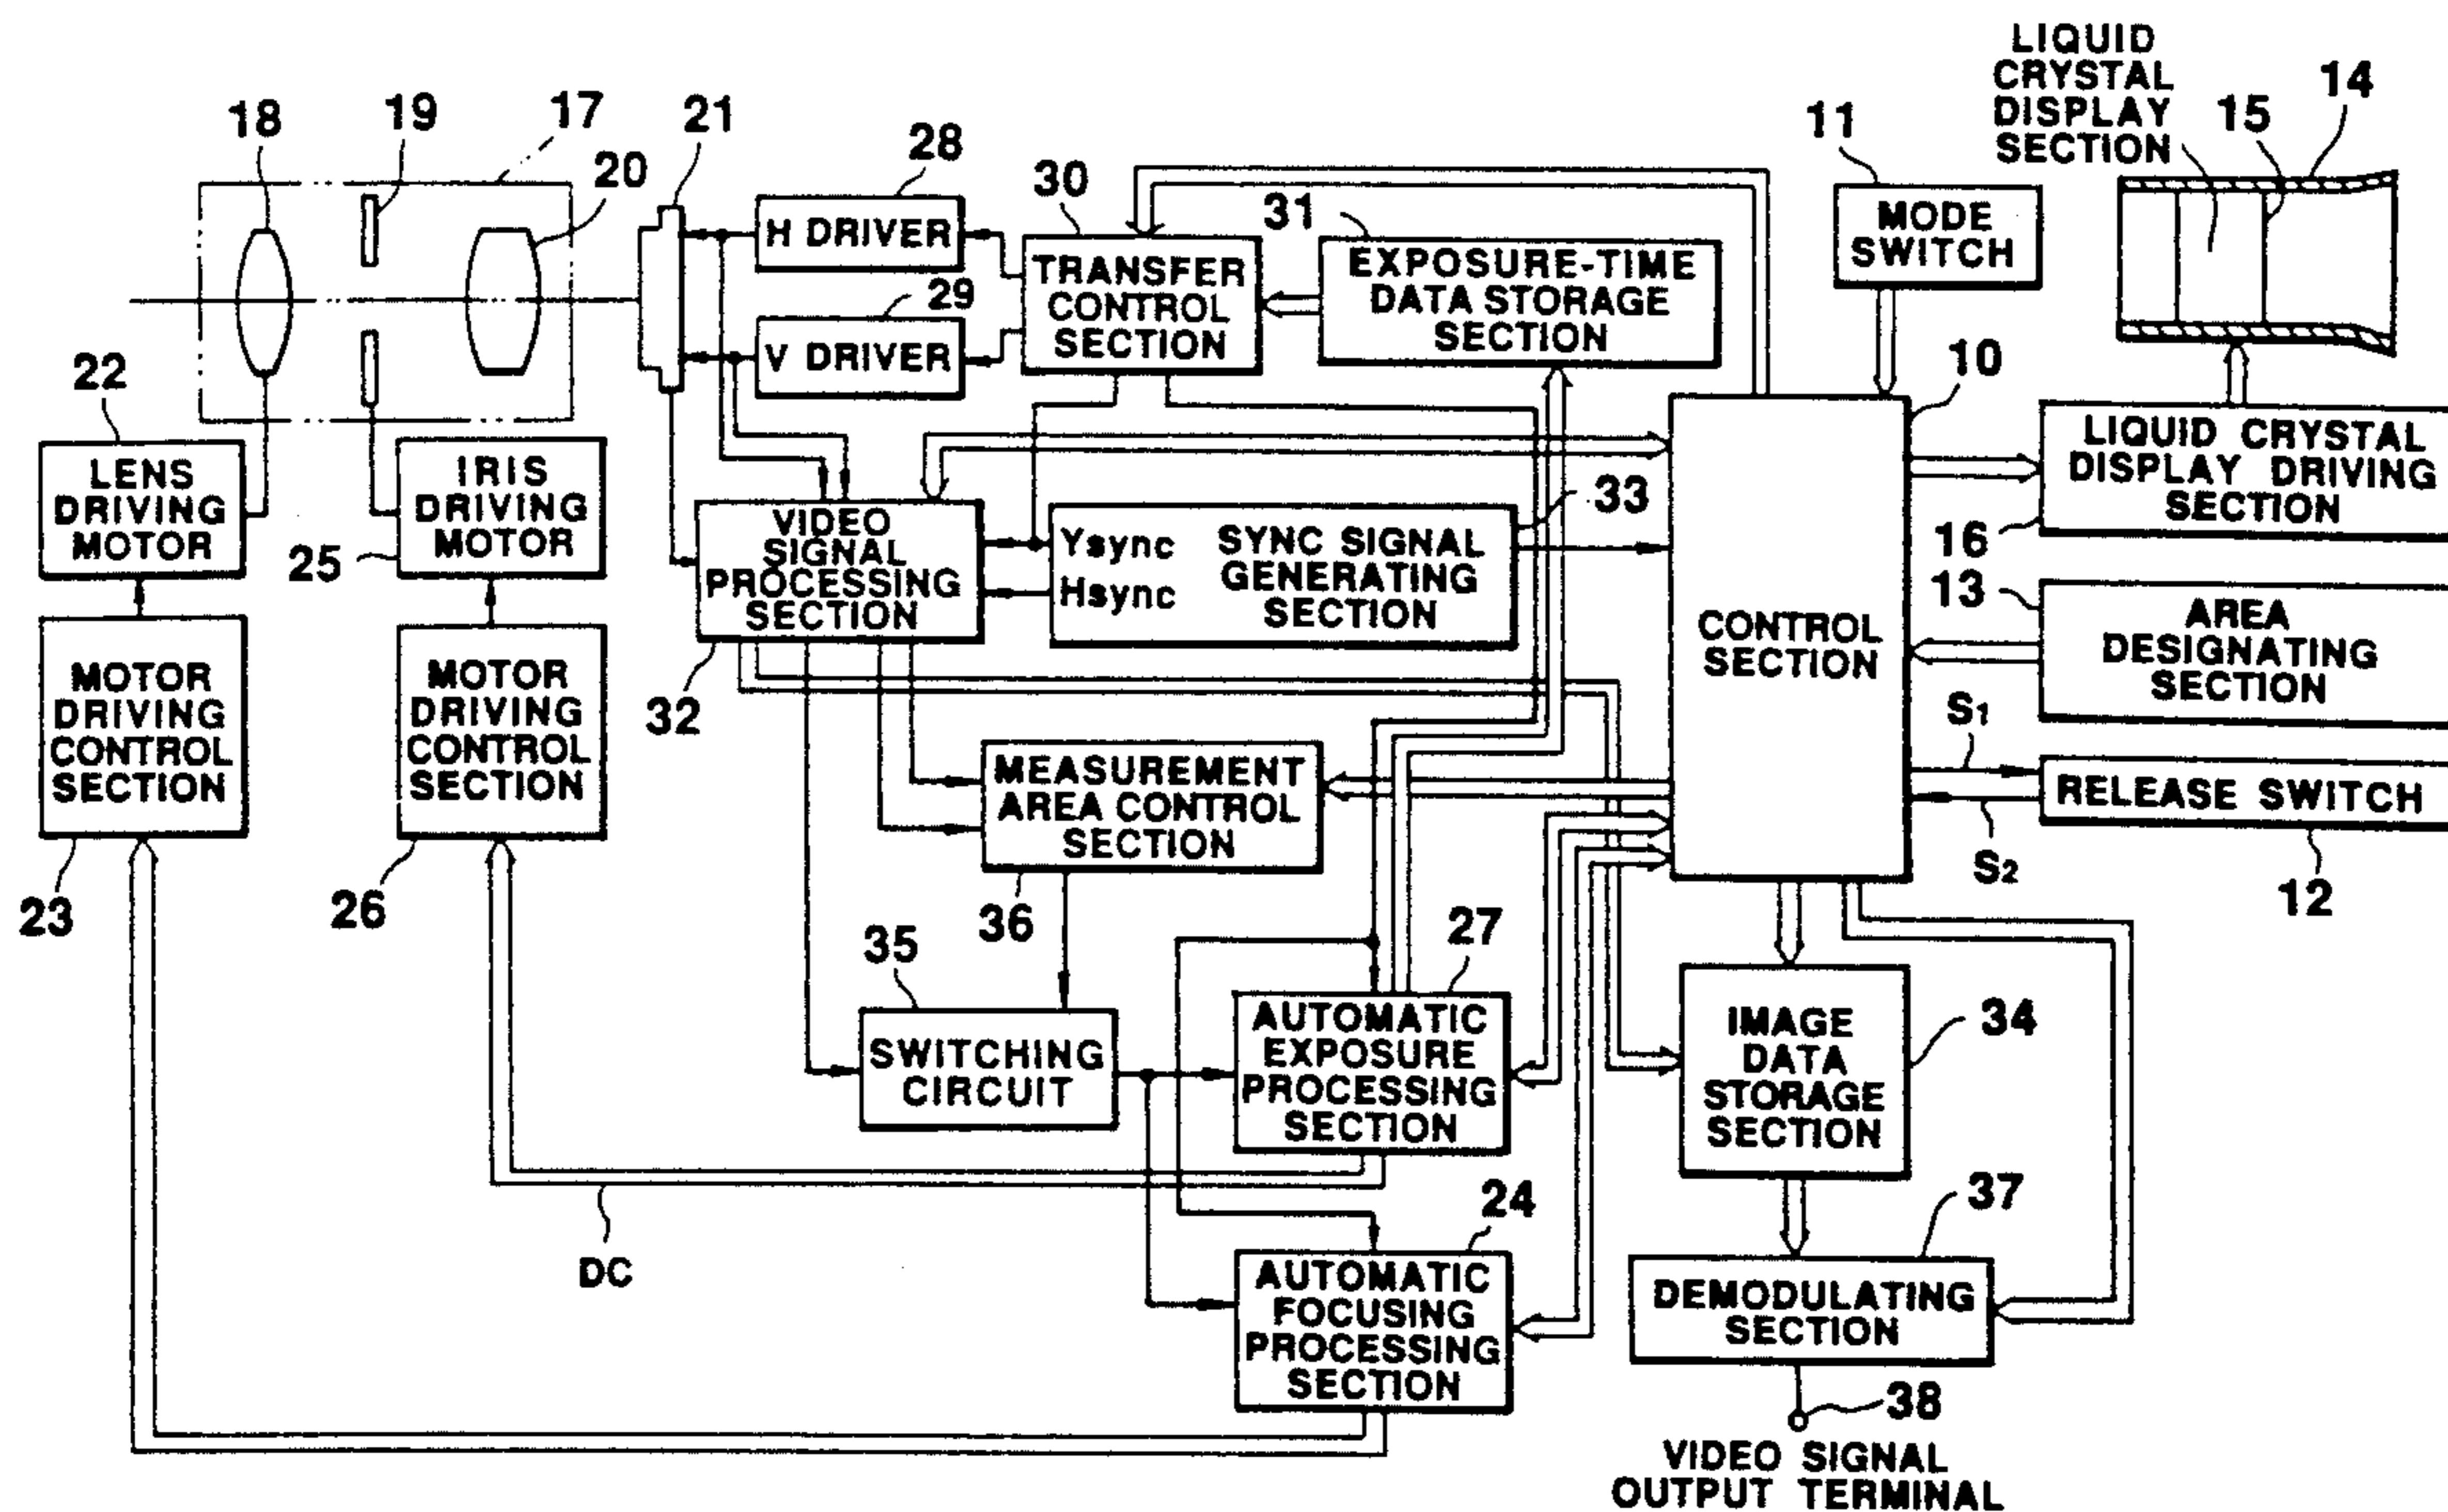 LIQUID
CRYSTAL
DISPLAY
SECTION
15
14
11
MODE
SWITCH
18
19
17
20
21
28
H DRIVER
29
V DRIVER
30
TRANSFER
CONTROL
SECTION
31
EXPOSURE-TIME
DATA STORAGE
SECTION
10
CONTROL
SECTION
LIQUID CRYSTAL
DISPLAY DRIVING
SECTION
16
13
AREA
DESIGNATING
SECTION
S1
RELEASE SWITCH
S2
12
22
LENS
DRIVING
MOTOR
IRIS
DRIVING
MOTOR
25
VIDEO
SIGNAL
PROCESSING
SECTION
32
Ysync
Hsync
SYNC SIGNAL
GENERATING
SECTION
33
MOTOR
DRIVING
CONTROL
SECTION
23
MOTOR
DRIVING
CONTROL
SECTION
26
MEASUREMENT
AREA CONTROL
SECTION
36
35
SWITCHING
CIRCUIT
27
AUTOMATIC
EXPOSURE
PROCESSING
SECTION
IMAGE
DATA
STORAGE
SECTION
34
DC
24
AUTOMATIC
FOCUSING
PROCESSING
SECTION
37
DEMODULATING
SECTION
38
VIDEO SIGNAL
OUTPUT TERMINAL